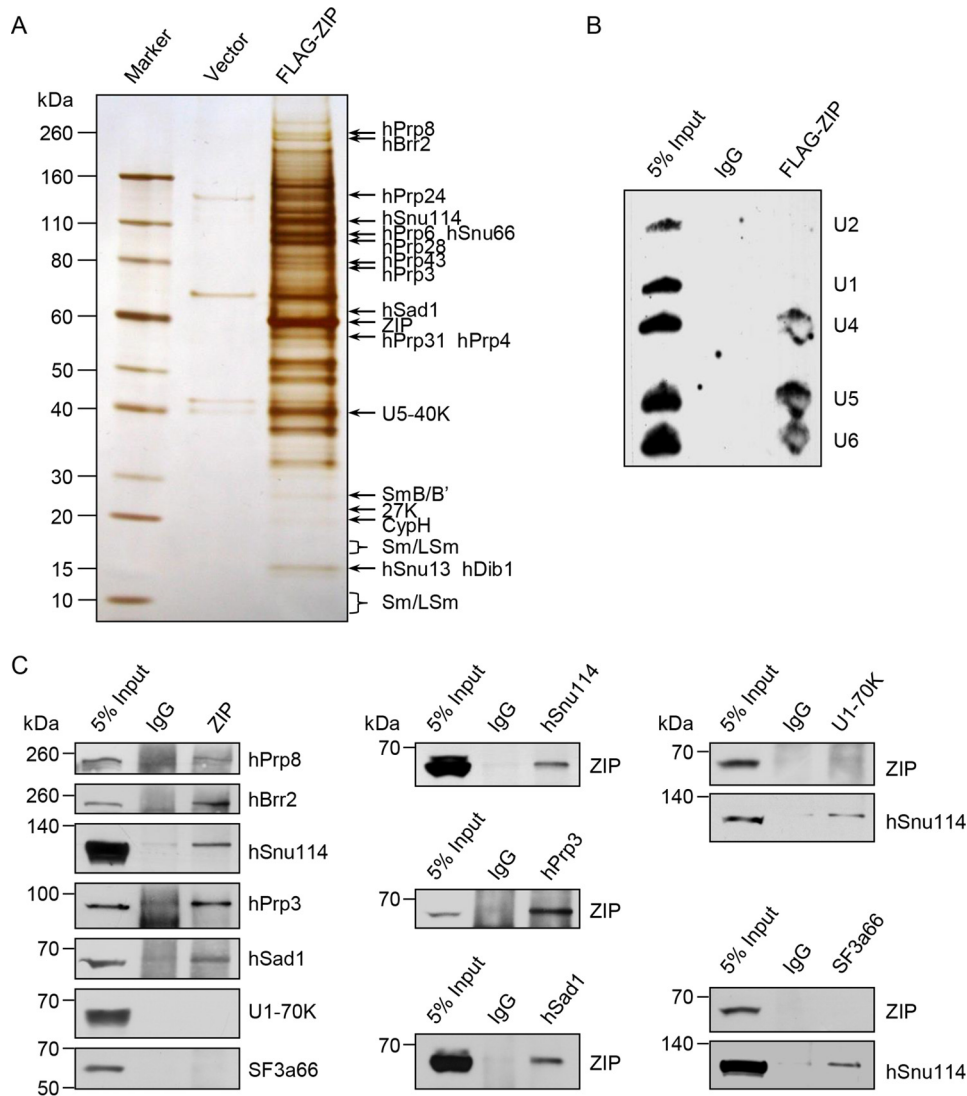 A
Marker
Vector
FLAG-ZIP
kDa
260
160
110
80
60
50
40
30
20
15
10
hPrp8
hBrr2
hPrp24
hSnu114
hPrp6 hSnu66
hPrb28
hPrp43
hPrp3
hSad1
ZIP
hPrp31 hPrp4
U5-40K
SmB/B’
27K
CypH
Sm/LSm
hSnu13 hDib1
Sm/LSm
B
5% Input
IgG
FLAG-ZIP
U2
U1
U4
U5
U6
C
kDa
5% Input
IgG
ZIP
260
hPrp8
260
hBrr2
140
hSnu114
100
hPrp3
70
hSad1
70
U1-70K
70
50
SF3a66
kDa
5% Input
IgG
hSnu114
70
ZIP
5% Input
IgG
hPrp3
70
ZIP
5% Input
IgG
hSad1
70
ZIP
kDa
5% Input
IgG
U1-70K
70
ZIP
140
hSnu114
5% Input
IgG
SF3a66
70
ZIP
140
hSnu114